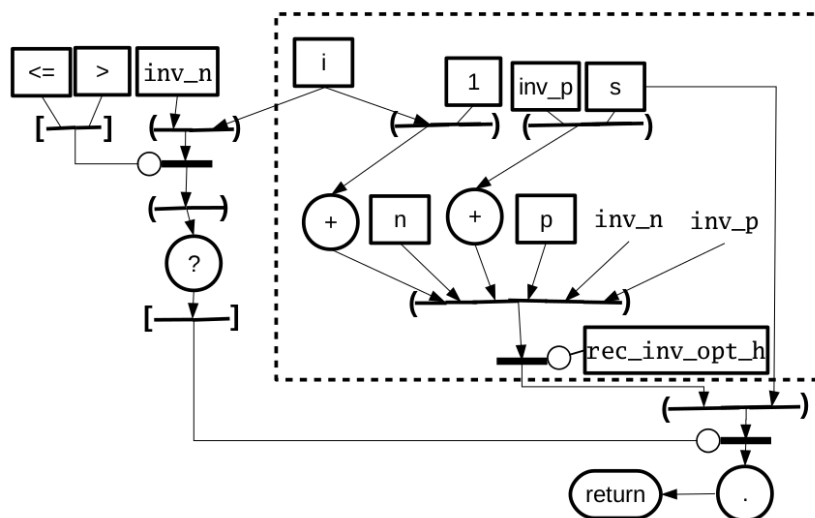 <= > inv_n i 1 inv_p s
[ ] ( ) ( ) ( )
( ) + n + p inv_n inv_p
?
[ ] ( )
rec_inv_opt_h
( )
return .